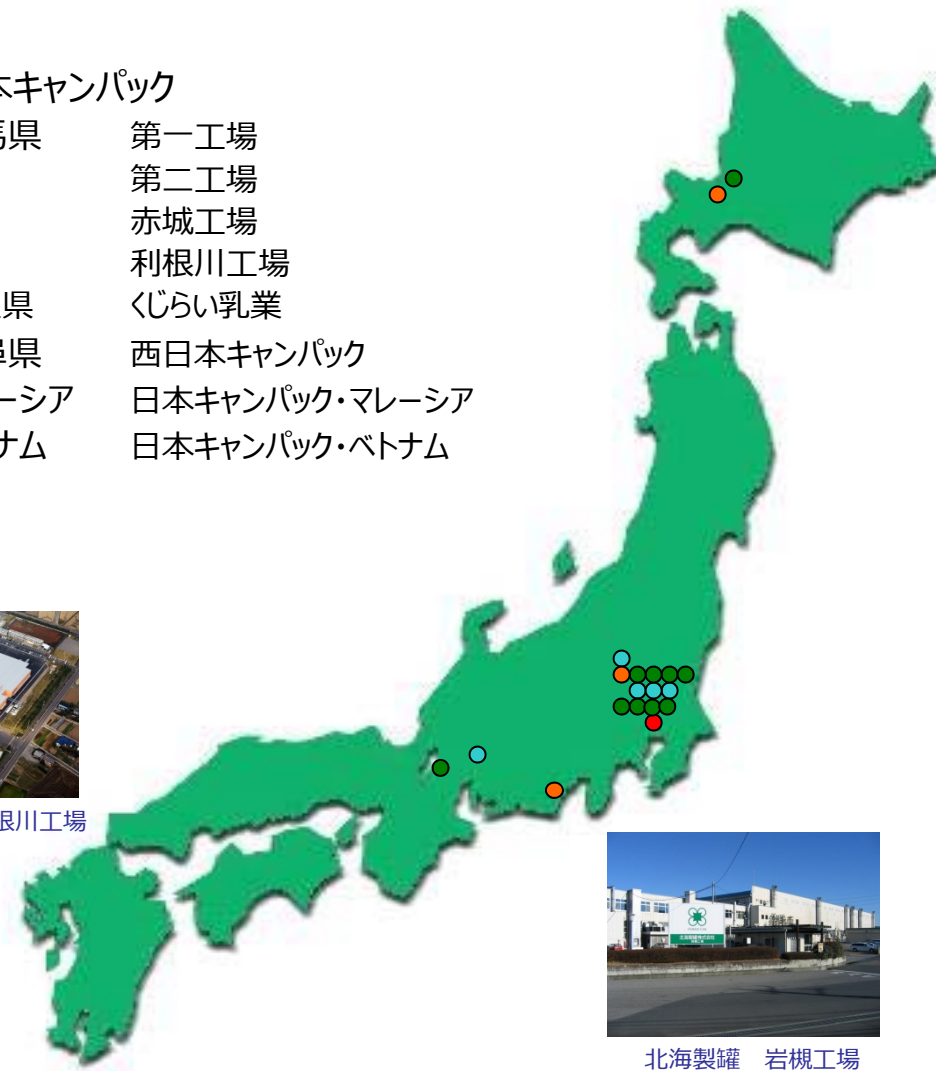 本キャンパック
馬県 第一工場
第二工場
赤城工場
利根川工場
県 くじらい乳業
阜県 西日本キャンパック
ーシア 日本キャンパック・マレーシア
ナム 日本キャンパック・ベトナム
根川工場
北海製罐 岩槻工場